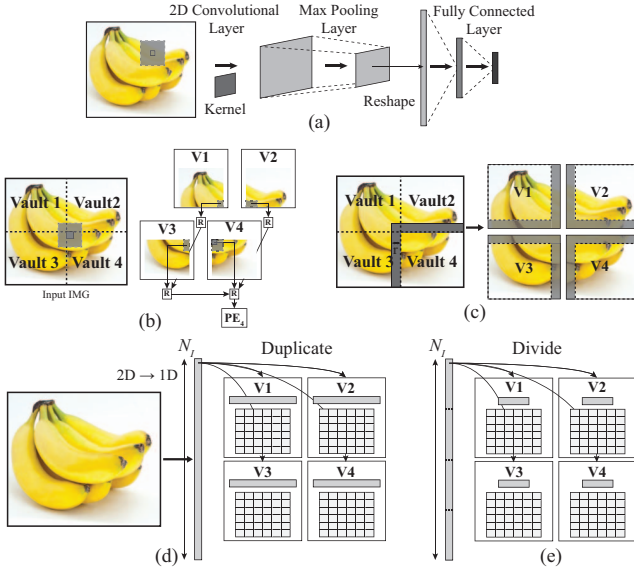 2D Convolutional
Layer
Max Pooling
Layer
Fully Connected
Layer
Kernel
Reshape
(a)
Vault 1
Vault2
Vault 3
Vault 4
Input IMG
V1
V2
V3
V4
R
R
R
R
PE4
(b)
Vault 1
Vault2
Vault 3
Vault 4
V1
V2
V3
V4
(c)
NI
2D → 1D
Duplicate
V1
V2
V3
V4
(d)
NI
Divide
V1
V2
V3
V4
(e)